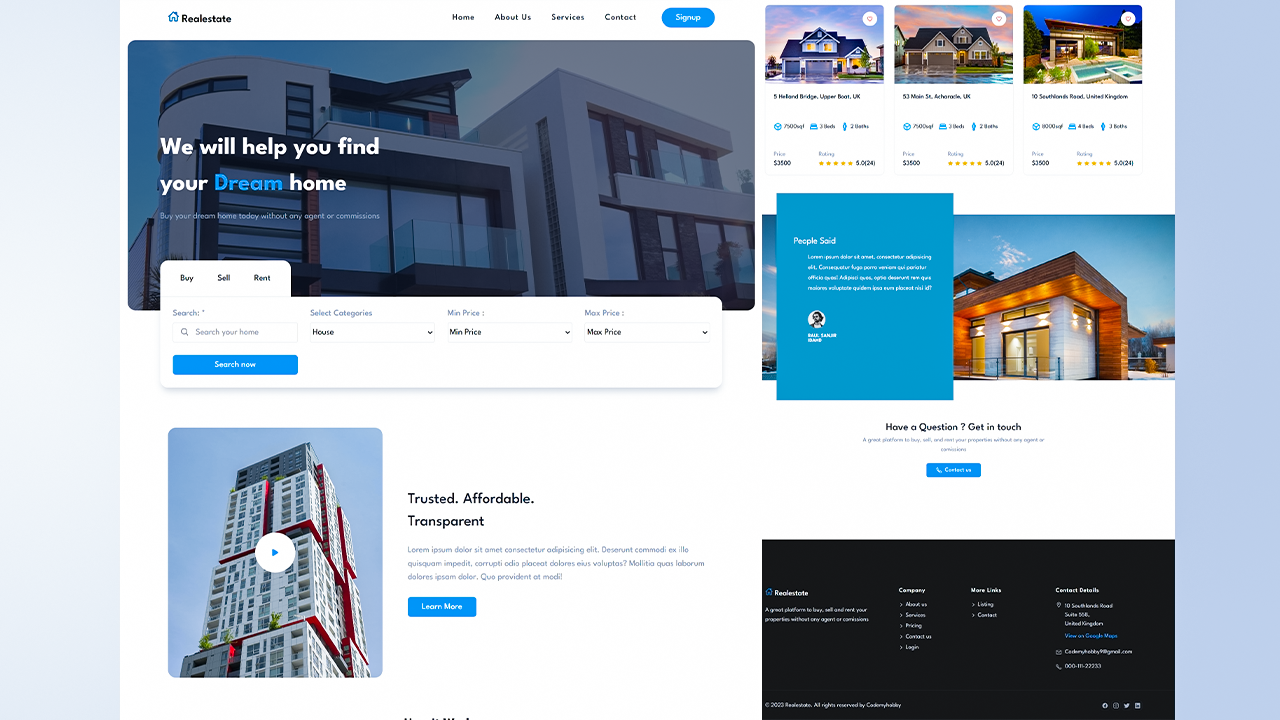 Realestate
Home About Us Services Contact Signup
We will help you find
your Dream home
Buy your dream home today without any agent or commissions
Buy Sell Rent
Search: * Select Categories Min Price : Max Price :
Search your home House Min Price Max Price
Search now
Trusted. Affordable.
Transparent
Lorem ipsum dolor sit amet consectetur adipisicing elit. Deserunt commodi ex illo
quisquam impedit, corrupti odio placeat dolores eius voluptas? Mollitia quas laborum
dolores ipsam dolor. Quo provident at modi!
Learn More
5 Helland Bridge, Upper Boat, UK
7500sqf 3 Beds 2 Baths
Price Rating
$3500 5.0(24)
53 Main St, Acharacle, UK
7500sqf 3 Beds 2 Baths
Price Rating
$3500 5.0(24)
10 Southlands Road, United Kingdom
8000sqf 4 Beds 3 Baths
Price Rating
$3500 5.0(24)
People Said
Lorem ipsum dolor sit amet, consectetur adipisicing
elit. Consequatur fuga porro veniam qui pariatur
officia quod! Adipisci quos, optio deserunt rem quis
maiores voluptate quidem ipsa eum placeat nisi id?
Have a Question ? Get in touch
A great platform to buy, sell, and rent your properties without any agent or
comissions
Contact us
Realestate
A great platform to buy, sell and rent your
properties without any agent or comissions
Company
About us
Services
Pricing
Contact us
Login
More Links
Listing
Contact
Contact Details
10 Southlands Road
Suite 558,
United Kingdom
View on Google Maps
Codemyhobby9@gmail.com
000-111-22233
© 2023 Realestate. All rights reserved by Codemyhobby